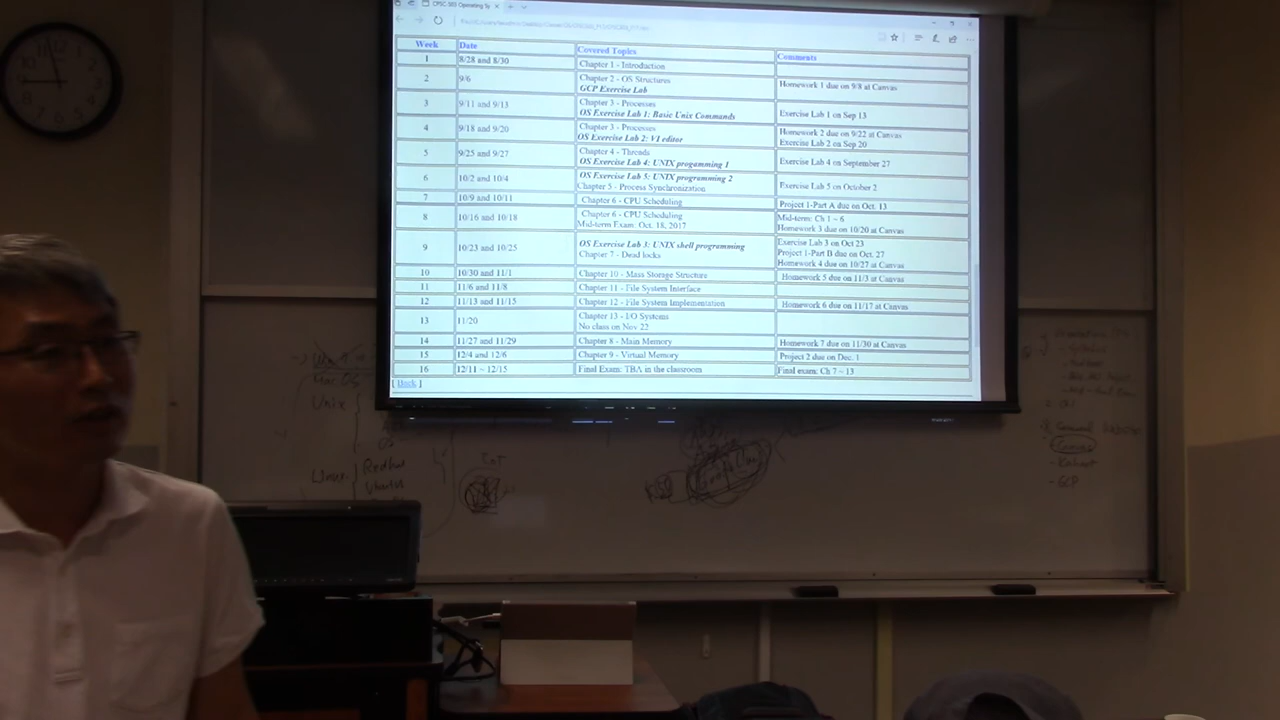 CPSC 503 Operating Sy
Week Date Covered Topics Comments
1 8/28 and 8/30 Chapter 1 - Introduction
2 9/6 Chapter 2 - OS Structures
GCP Exercise Lab
Homework 1 due on 9/8 at Canvas
3 9/11 and 9/13 Chapter 3 - Processes
OS Exercise Lab 1: Basic Unix Commands
Exercise Lab 1 on Sep 13
4 9/18 and 9/20 Chapter 3 - Processes
OS Exercise Lab 2: VI editor
Homework 2 due on 9/22 at Canvas
Exercise Lab 2 on Sep 20
5 9/25 and 9/27 Chapter 4 - Threads
OS Exercise Lab 4: UNIX progamming 1
Exercise Lab 4 on September 27
6 10/2 and 10/4 OS Exercise Lab 5: UNIX programming 2
Chapter 5 - Process Synchronization
Exercise Lab 5 on October 2
7 10/9 and 10/11 Chapter 6 - CPU Scheduling Project 1-Part A due on Oct. 13
8 10/16 and 10/18 Chapter 6 - CPU Scheduling
Mid-term Exam: Oct. 18, 2017
Mid-term: Ch 1 ~ 6
Homework 3 due on 10/20 at Canvas
9 10/23 and 10/25 OS Exercise Lab 3: UNIX shell programming
Chapter 7 - Dead locks
Exercise Lab 3 on Oct 23
Project 1-Part B due on Oct. 27
Homework 4 due on 10/27 at Canvas
10 10/30 and 11/1 Chapter 10 - Mass Storage Structure Homework 5 due on 11/3 at Canvas
11 11/6 and 11/8 Chapter 11 - File System Interface
12 11/13 and 11/15 Chapter 12 - File System Implementation Homework 6 due on 11/17 at Canvas
13 11/20 Chapter 13 - I/O Systems
No class on Nov 22
14 11/27 and 11/29 Chapter 8 - Main Memory Homework 7 due on 11/30 at Canvas
15 12/4 and 12/6 Chapter 9 - Virtual Memory Project 2 due on Dec. 1
16 12/11 ~ 12/15 Final Exam: TBA in the classroom Final exam: Ch 7 ~ 13
[ Back ]
Mac OS
Unix
IoT
Redhat
Ubuntu
- GCP